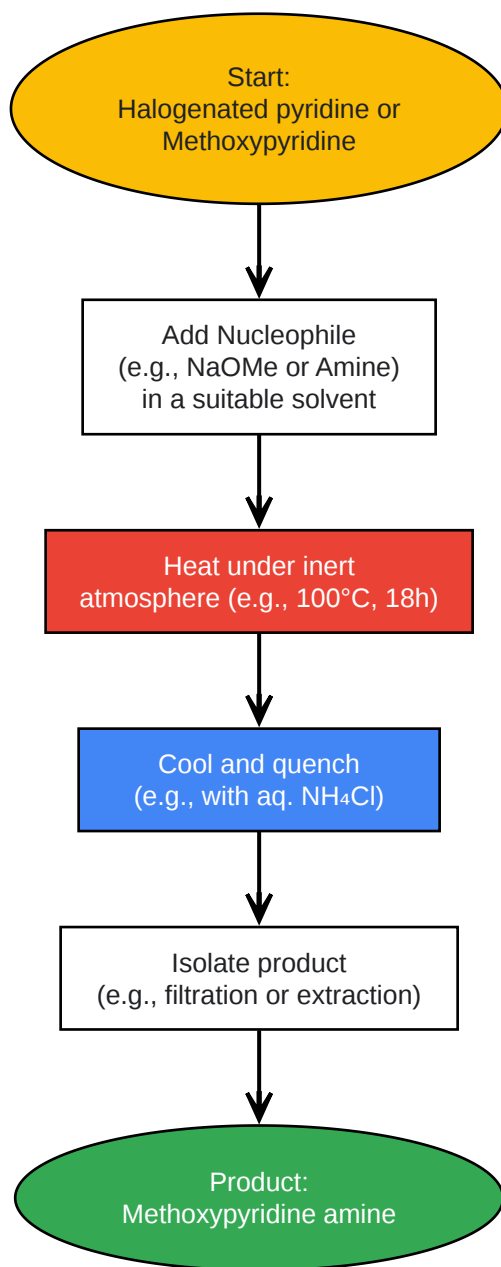 Start:
Halogenated pyridine or
Methoxypyridine
Add Nucleophile
(e.g., NaOMe or Amine)
in a suitable solvent
Heat under inert
atmosphere (e.g., 100°C, 18h)
Cool and quench
(e.g., with aq. NH₄Cl)
Isolate product
(e.g., filtration or extraction)
Product:
Methoxypyridine amine